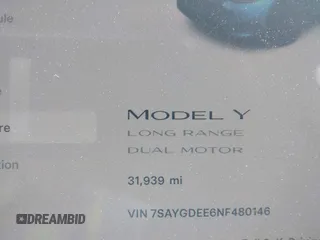 MODEL Y
LONG RANGE
DUAL MOTOR
31,939 mi
VIN 7SAYGDEE6NF480146
DREAMBID